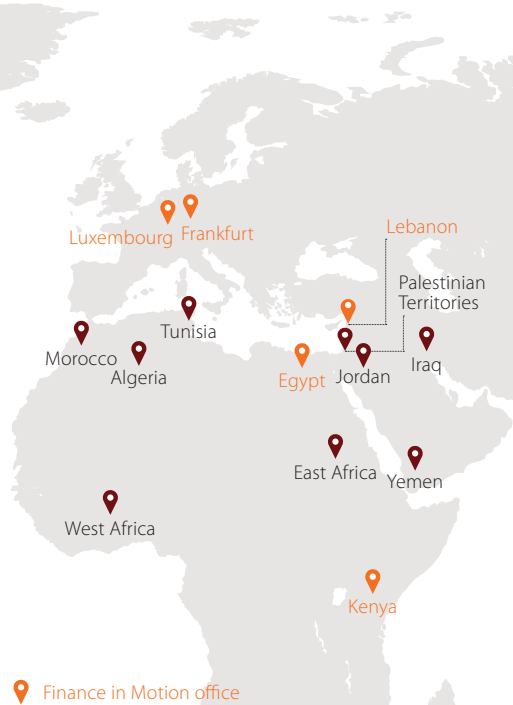 Luxembourg
Frankfurt
Lebanon
Palestinian
Territories
Tunisia
Morocco
Algeria
Egypt
Jordan
Iraq
East Africa
Yemen
West Africa
Kenya
Finance in Motion office